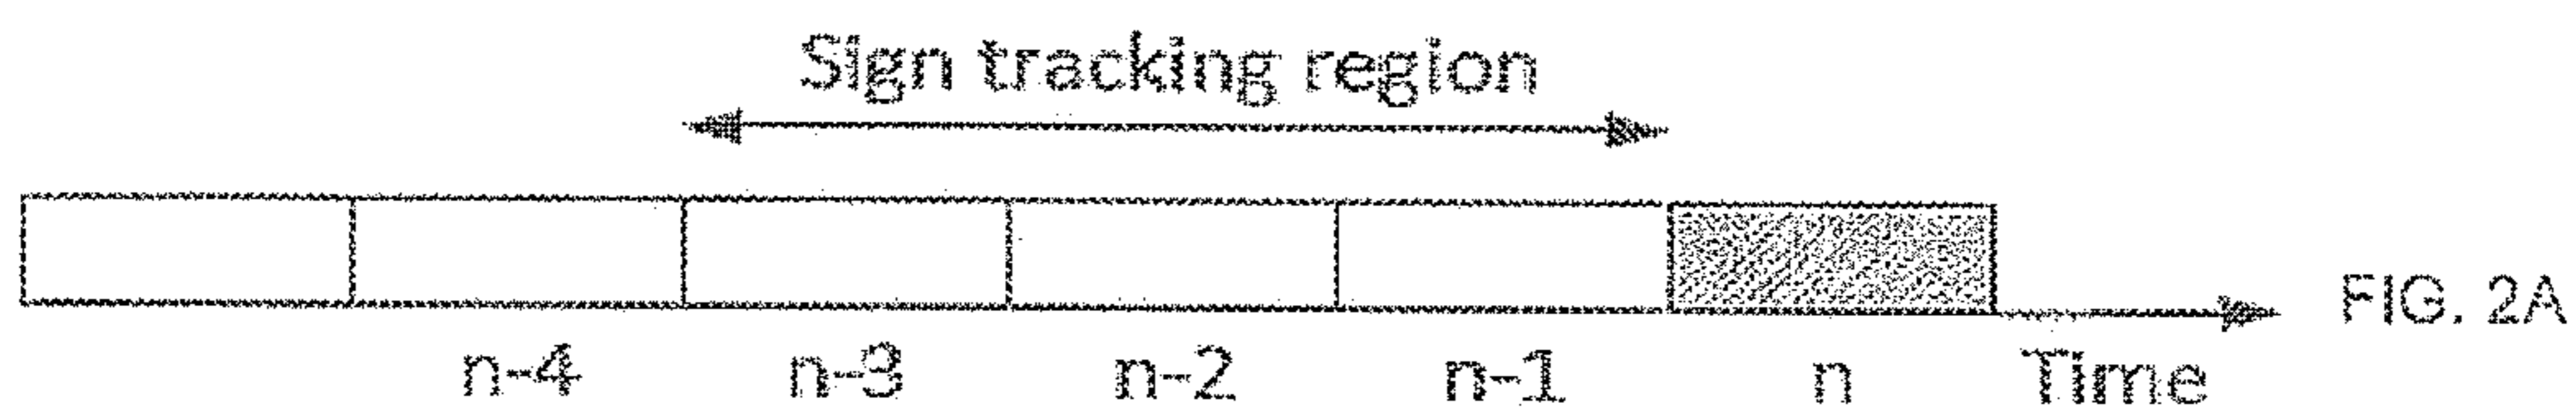 Sign tracking region
FIG. 2A
n-4 n-3 n-2 n-1 n Time